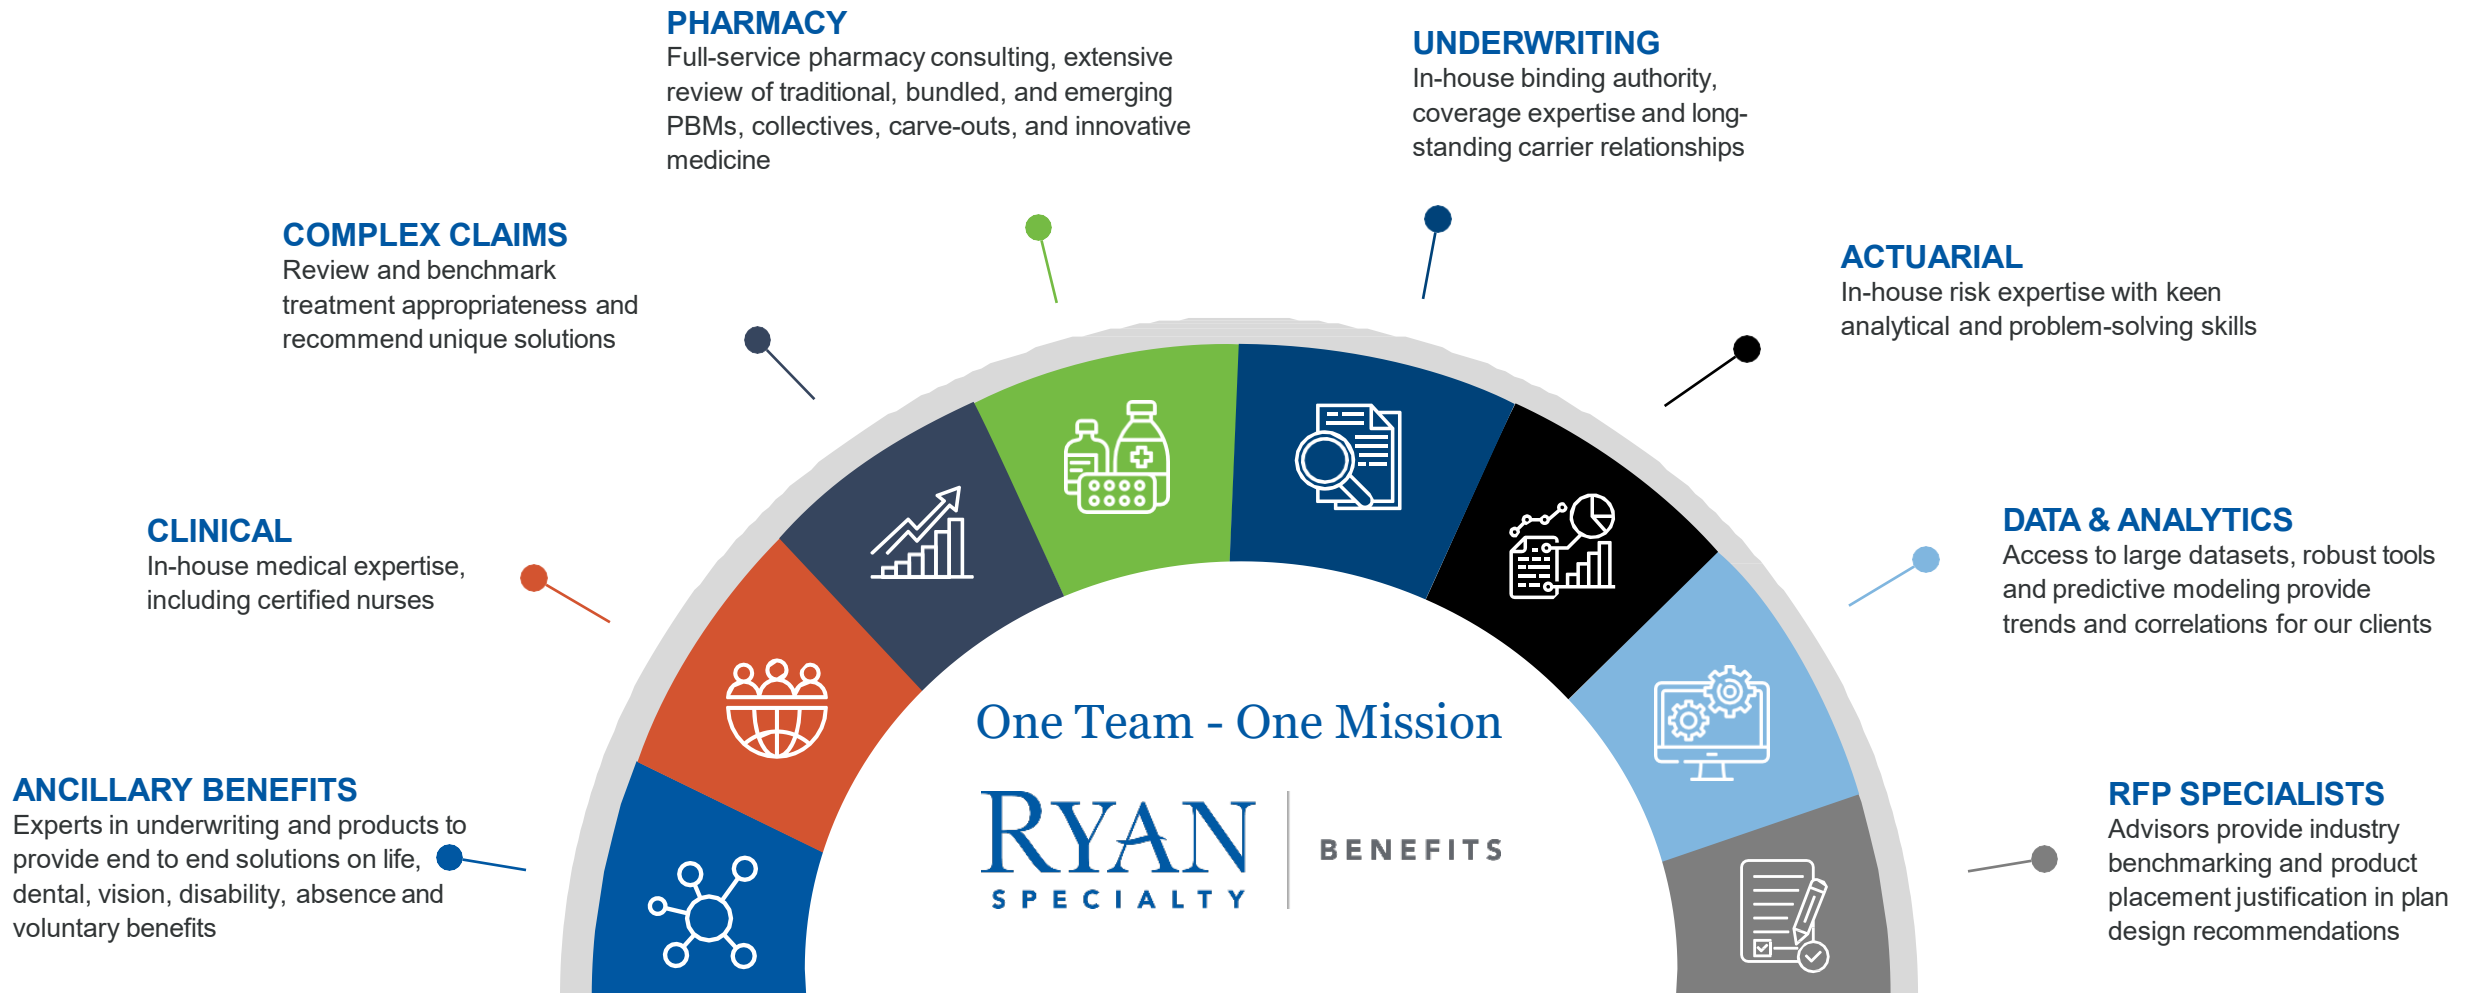 PHARMACY
Full-service pharmacy consulting, extensive
review of traditional, bundled, and emerging
PBMs, collectives, carve-outs, and innovative
medicine
UNDERWRITING
In-house binding authority,
coverage expertise and long-
standing carrier relationships
COMPLEX CLAIMS
Review and benchmark
treatment appropriateness and
recommend unique solutions
ACTUARIAL
In-house risk expertise with keen
analytical and problem-solving skills
CLINICAL
In-house medical expertise,
including certified nurses
DATA & ANALYTICS
Access to large datasets, robust tools
and predictive modeling provide
trends and correlations for our clients
ANCILLARY BENEFITS
Experts in underwriting and products to
provide end to end solutions on life,
dental, vision, disability, absence and
voluntary benefits
One Team - One Mission
RYAN
SPECIALTY
BENEFITS
RFP SPECIALISTS
Advisors provide industry
benchmarking and product
placement justification in plan
design recommendations